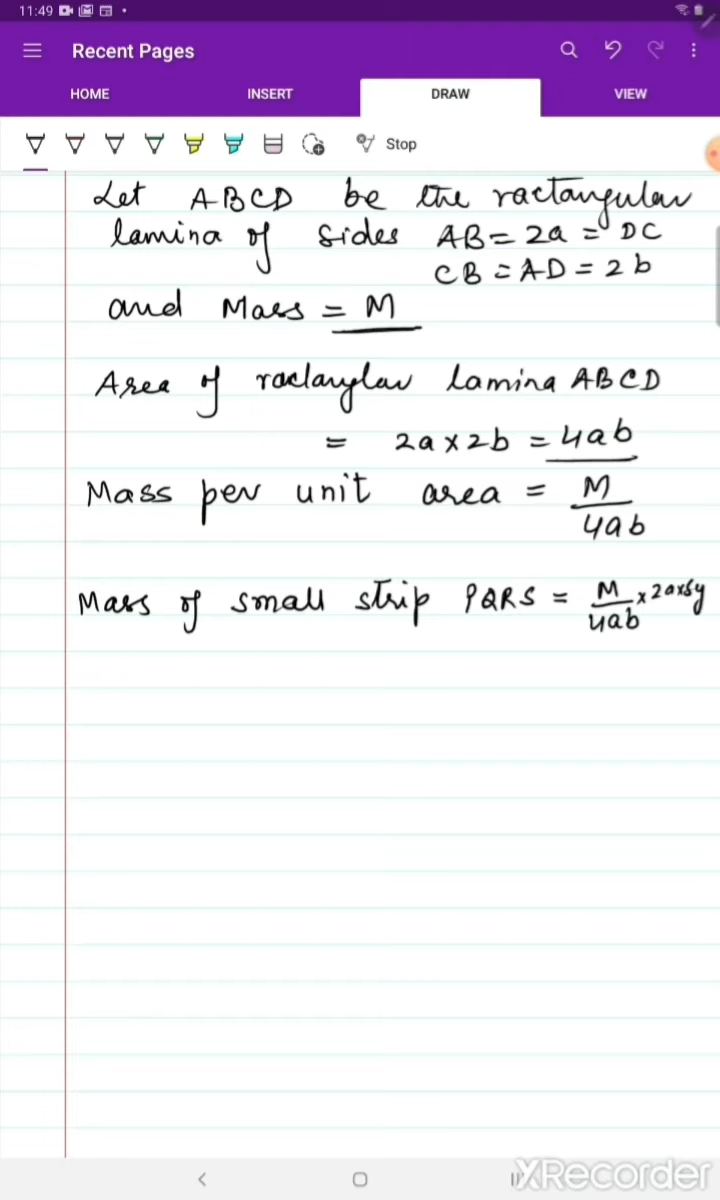 11:49
Recent Pages
HOME INSERT DRAW VIEW
Stop
Let ABCD be the ractangular
lamina of sides AB = 2a = DC
CB = AD = 2b
and Mass = M
Area of ractanglar lamina ABCD
= 2a x 2b = 4ab
Mass per unit area = M/4ab
Mass of small strip PQRS = M/4ab x 2a x δy
XRecorder